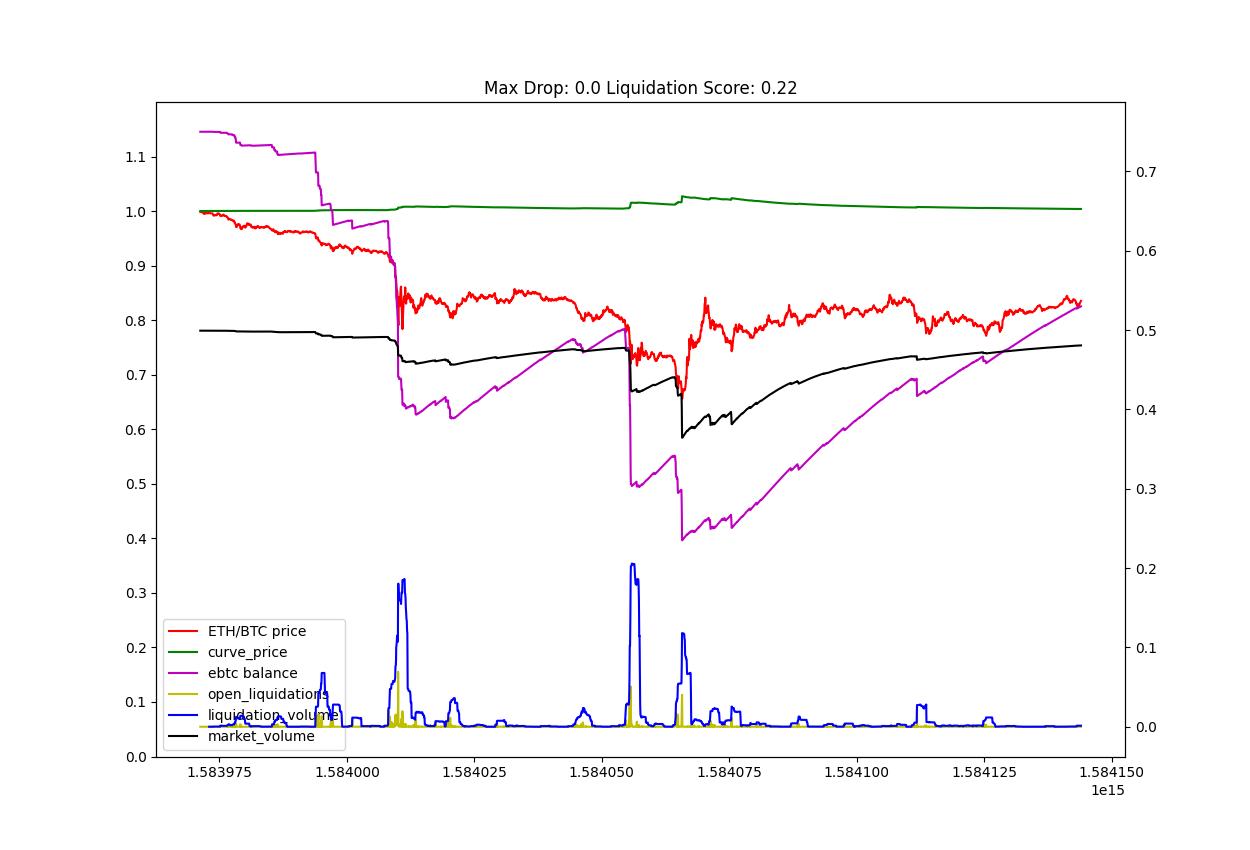 Max Drop: 0.0 Liquidation Score: 0.22
1.1
1.0
0.9
0.8
0.7
0.6
0.5
0.4
0.3
0.2
0.1
0.0
0.7
0.6
0.5
0.4
0.3
0.2
0.1
0.0
ETH/BTC price
curve_price
ebtc balance
open_liquidations
liquidation_volume
market_volume
1.583975 1.584000 1.584025 1.584050 1.584075 1.584100 1.584125 1.584150
1e15